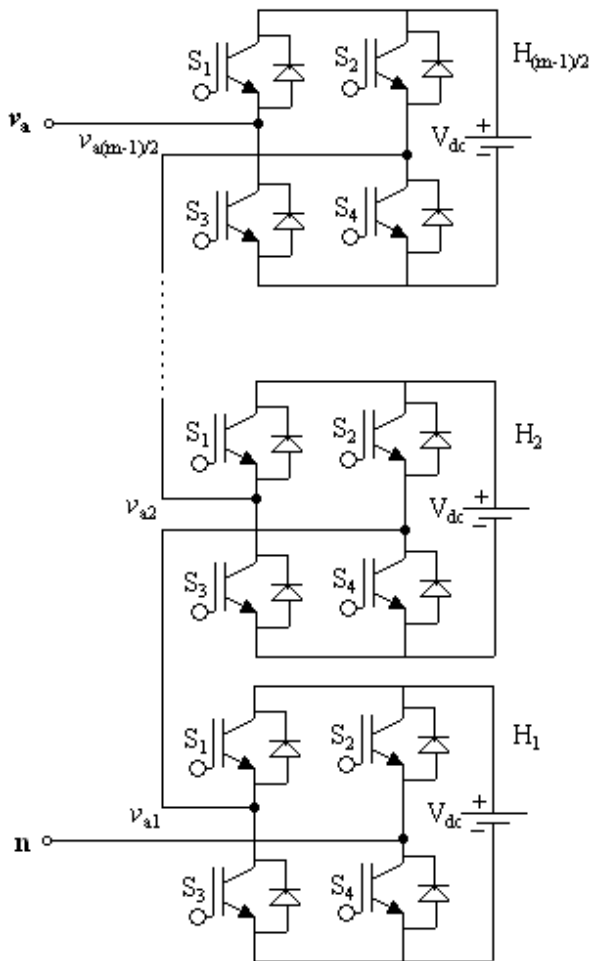 S1 S2 H(m-1)/2
va va(m-1)/2 Vdc + -
S3 S4
S1 S2 H2
va2 Vdc + -
S3 S4
S1 S2 H1
va1 Vdc + -
n
S3 S4